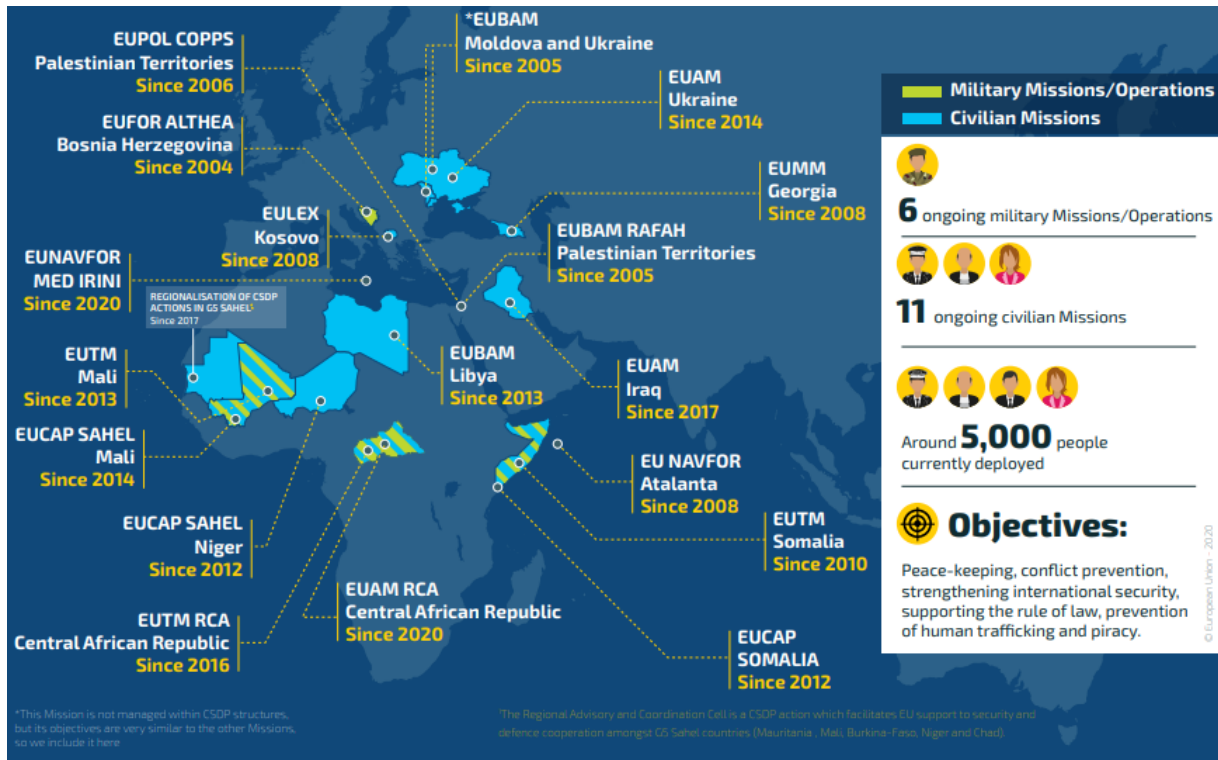 EUPOL COPPS
Palestinian Territories
Since 2006
*EUBAM
Moldova and Ukraine
Since 2005
EUAM
Ukraine
Since 2014
EUFOR ALTHEA
Bosnia Herzegovina
Since 2004
EUMM
Georgia
Since 2008
EULEX
Kosovo
Since 2008
EUBAM RAFAH
Palestinian Territories
Since 2005
EUNAVFOR
MED IRINI
Since 2020
REGIONALISATION OF CSDP
ACTIONS IN G5 SAHEL¹
Since 2017
EUTM
Mali
Since 2013
EUBAM
Libya
Since 2013
EUAM
Iraq
Since 2017
EUCAP SAHEL
Mali
Since 2014
EU NAVFOR
Atalanta
Since 2008
EUCAP SAHEL
Niger
Since 2012
EUTM
Somalia
Since 2010
EUAM RCA
Central African Republic
Since 2020
EUTM RCA
Central African Republic
Since 2016
EUCAP
SOMALIA
Since 2012
Military Missions/Operations
Civilian Missions
6 ongoing military Missions/Operations
11 ongoing civilian Missions
Around 5,000 people
currently deployed
Objectives:
Peace-keeping, conflict prevention,
strengthening international security,
supporting the rule of law, prevention
of human trafficking and piracy.
© European Union - 2020
*This Mission is not managed within CSDP structures,
but its objectives are very similar to the other Missions,
so we include it here
¹The Regional Advisory and Coordination Cell is a CSDP action which facilitates EU support to security and
defence cooperation amongst G5 Sahel countries (Mauritania , Mali, Burkina-Faso, Niger and Chad).